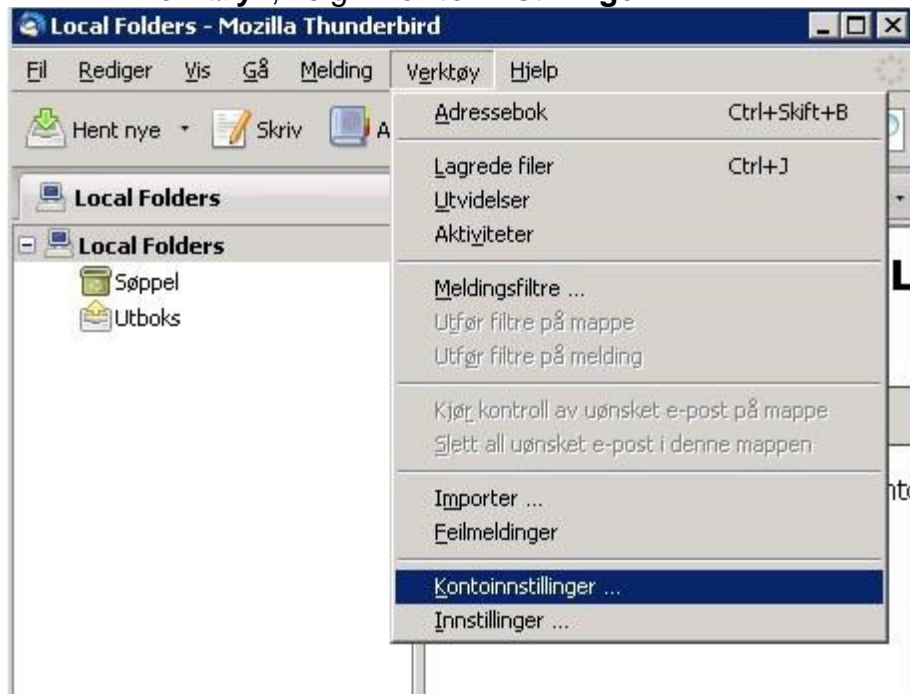 Local Folders - Mozilla Thunderbird
Fil Rediger Vis Gå Melding Verktøy Hjelp
Hent nye Skriv A
Adressebok Ctrl+Skift+B
Lagrede filer Ctrl+J
Utvidelser
Aktiviteter
Meldingsfiltre ...
Utfør filtre på mappe
Utfør filtre på melding
Kjør kontroll av uønsket e-post på mappe
Slett all uønsket e-post i denne mappen
Importer ...
Feilmeldinger
Kontoinnstillinger ...
Innstillinger ...
Local Folders
Local Folders
Søppel
Utboks
L